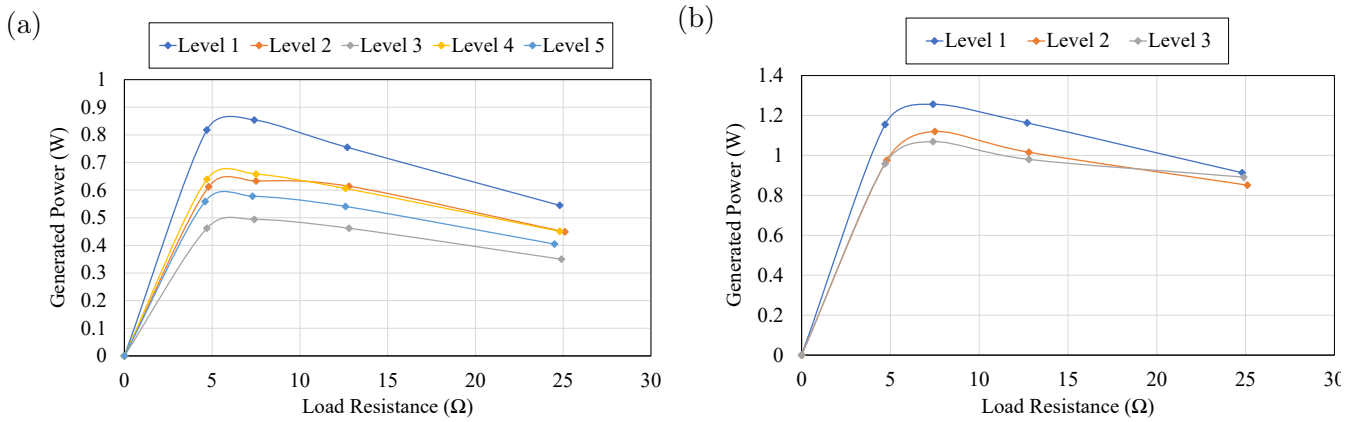 (a)
Level 1 Level 2 Level 3 Level 4 Level 5
1
0.9
0.8
0.7
0.6
0.5
0.4
0.3
0.2
0.1
0
Generated Power (W)
0 5 10 15 20 25 30
Load Resistance (Ω)
(b)
Level 1 Level 2 Level 3
1.4
1.2
1
0.8
0.6
0.4
0.2
0
Generated Power (W)
0 5 10 15 20 25 30
Load Resistance (Ω)